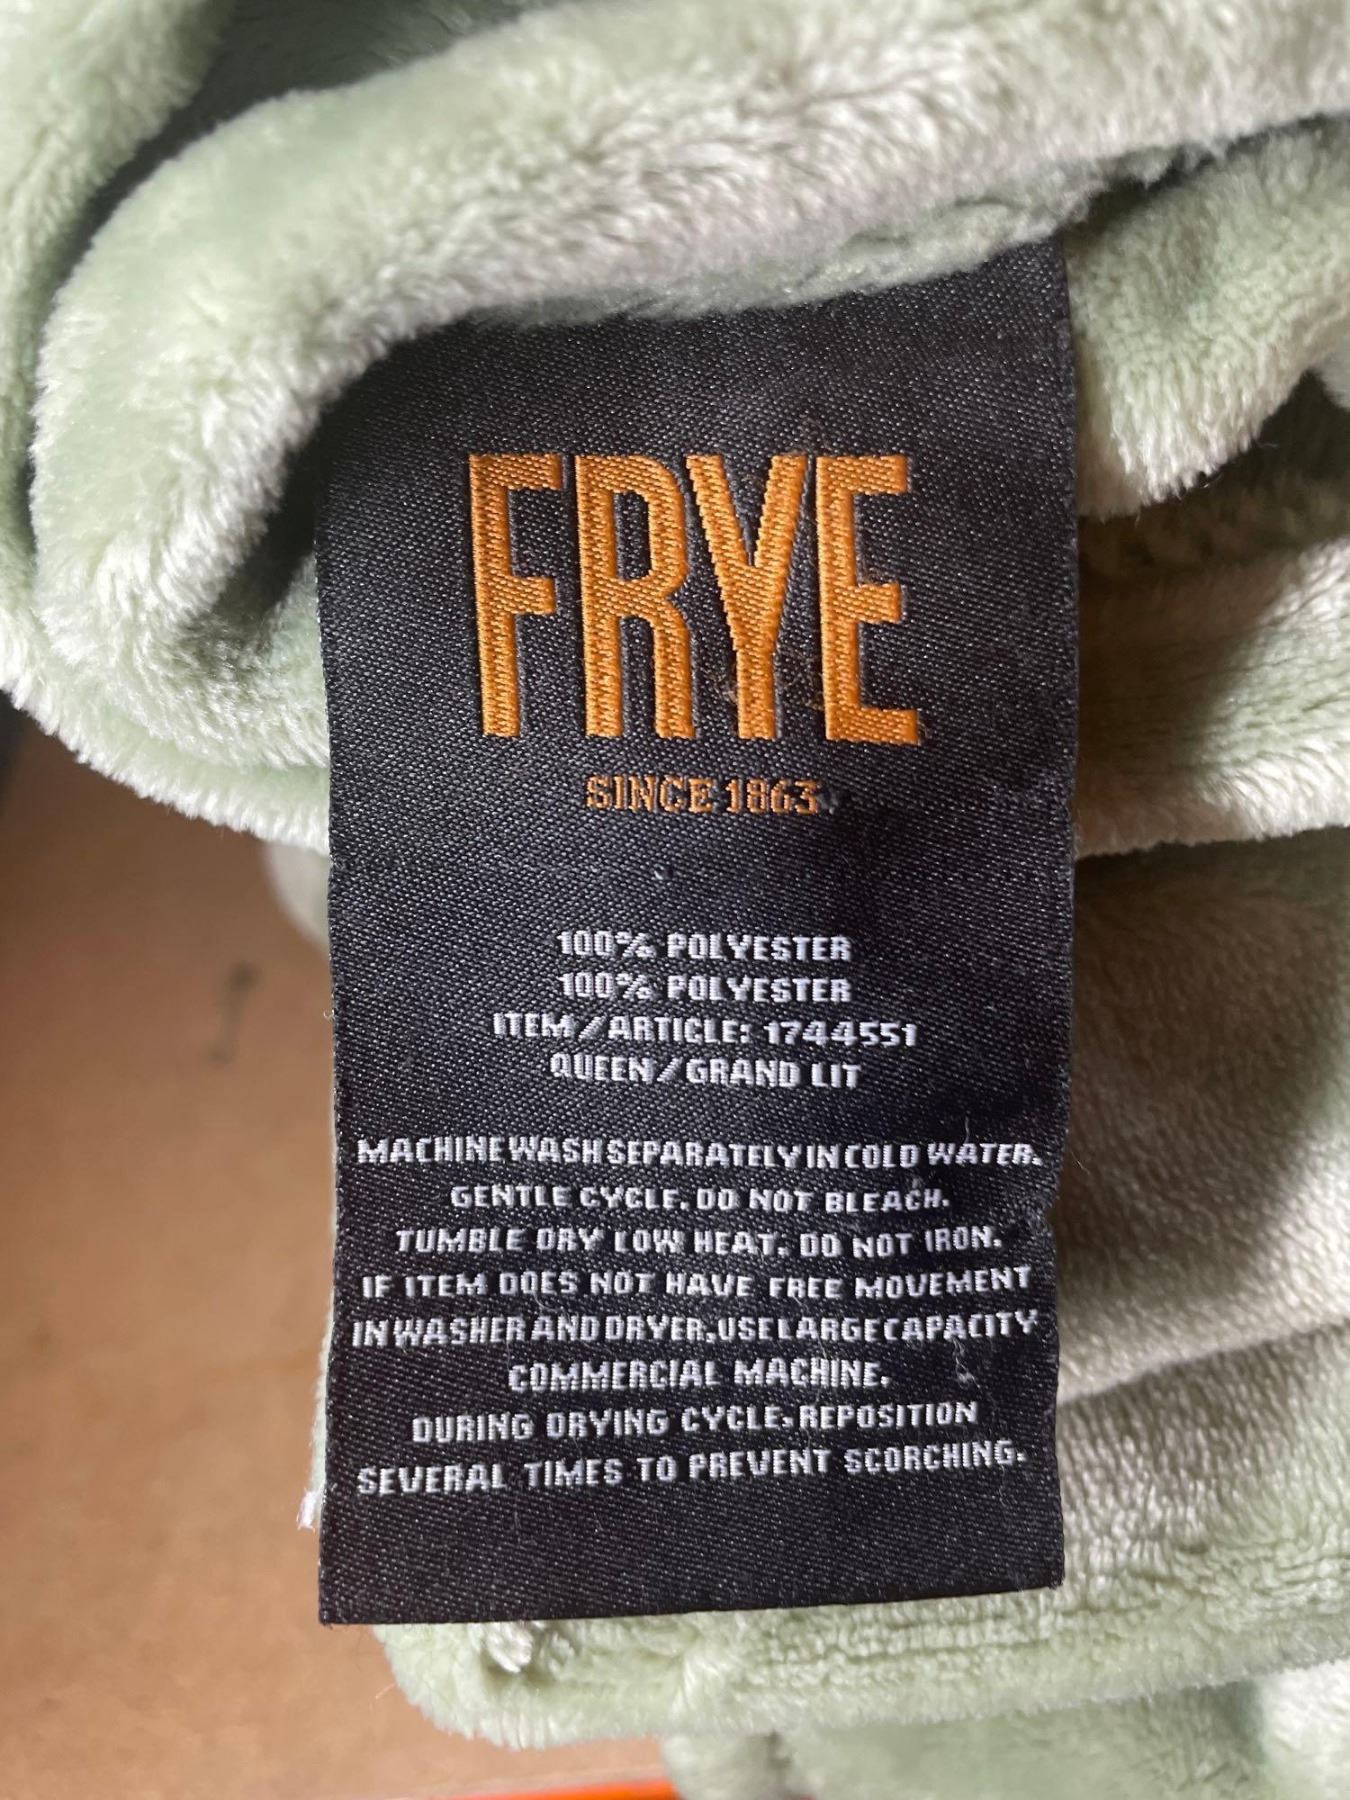 FRYE
SINCE 1863
100% POLYESTER
100% POLYESTER
ITEM/ARTICLE: 1744551
QUEEN/GRAND LIT
MACHINE WASH SEPARATELY IN COLD WATER.
GENTLE CYCLE. DO NOT BLEACH.
TUMBLE DRY LOW HEAT. DO NOT IRON.
IF ITEM DOES NOT HAVE FREE MOVEMENT
IN WASHER AND DRYER,USE LARGE CAPACITY
COMMERCIAL MACHINE.
DURING DRYING CYCLE,REPOSITION
SEVERAL TIMES TO PREVENT SCORCHING.